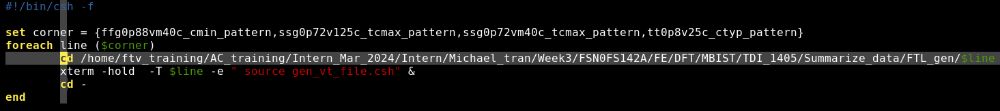 #!/bin/csh -f
set corner = {ffg0p88vm40c_cmin_pattern,ssg0p72v125c_tcmax_pattern,ssg0p72vm40c_tcmax_pattern,tt0p8v25c_ctyp_pattern}
foreach line ($corner)
cd /home/ftv_training/AC_training/Intern_Mar_2024/Intern/Michael_tran/Week3/FSN0FS142A/FE/DFT/MBIST/TDI_1405/Summarize_data/FTL_gen/$line
xterm -hold  -T $line -e " source gen_vt_file.csh" &
cd -
end